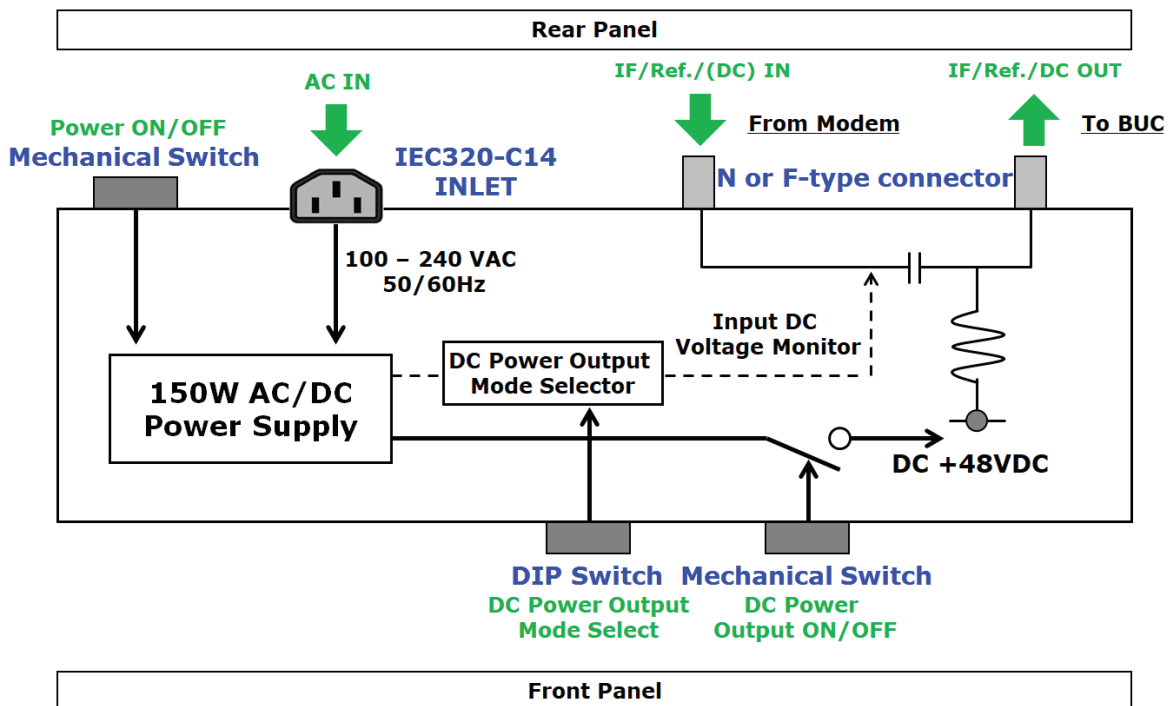 Rear Panel
AC IN
IF/Ref./(DC) IN
IF/Ref./DC OUT
From Modem
To BUC
Power ON/OFF
Mechanical Switch
IEC320-C14
INLET
N or F-type connector
100 – 240 VAC
50/60Hz
Input DC
Voltage Monitor
DC Power Output
Mode Selector
150W AC/DC
Power Supply
DC +48VDC
DIP Switch
DC Power Output
Mode Select
Mechanical Switch
DC Power
Output ON/OFF
Front Panel